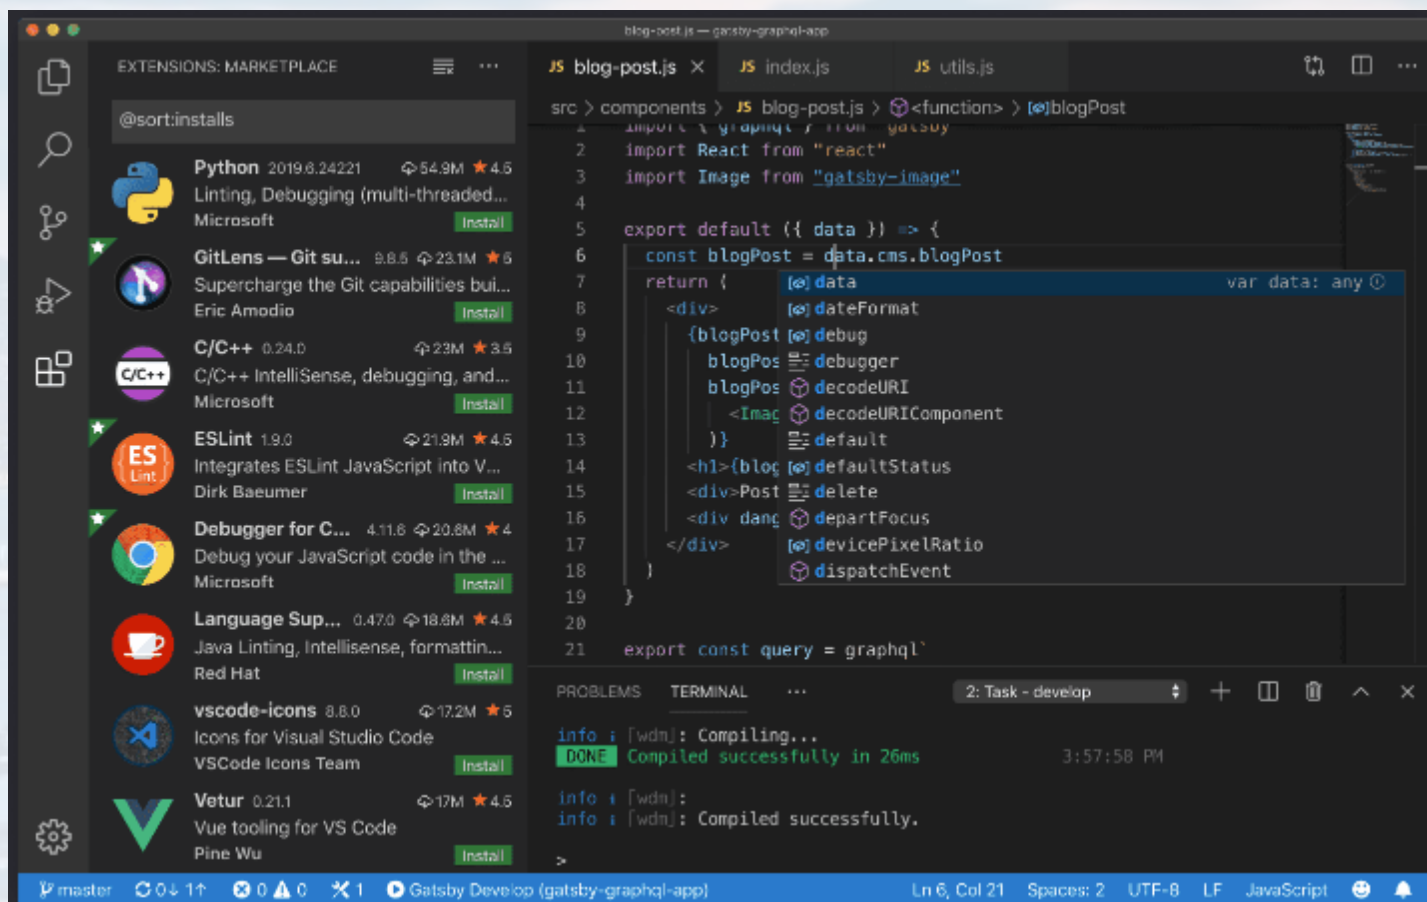 blog-post.js — gatsby-graphql-app
EXTENSIONS: MARKETPLACE
@sort:installs
Python 2019.6.24221 54.9M 4.5
Linting, Debugging (multi-threaded...
Microsoft Install
GitLens — Git su... 9.8.5 23.1M 5
Supercharge the Git capabilities bui...
Eric Amodio Install
C/C++
C/C++ 0.24.0 23M 3.5
C/C++ IntelliSense, debugging, and...
Microsoft Install
ES
Lint
ESLint 1.9.0 21.9M 4.5
Integrates ESLint JavaScript into V...
Dirk Baeumer Install
Debugger for C... 4.11.6 20.6M 4
Debug your JavaScript code in the ...
Microsoft Install
Language Sup... 0.47.0 18.6M 4.5
Java Linting, Intellisense, formattin...
Red Hat Install
vscode-icons 8.8.0 17.2M 5
Icons for Visual Studio Code
VSCode Icons Team Install
Vetur 0.21.1 17M 4.5
Vue tooling for VS Code
Pine Wu Install
JS blog-post.js JS index.js JS utils.js
src > components > JS blog-post.js > <function> > blogPost
1 import { graphql } from "gatsby"
2 import React from "react"
3 import Image from "gatsby-image"
4
5 export default ({ data }) => {
6 const blogPost = data.cms.blogPost
7 return (
8 <div>
9 {blogPost
10 blogPos
11 blogPos
12 <Imag
13 )}
14 <h1>{blog
15 <div>Post
16 <div dang
17 </div>
18 )
19 }
20
21 export const query = graphql`
data var data: any
dateFormat
debug
debugger
decodeURI
decodeURIComponent
default
defaultStatus
delete
departFocus
devicePixelRatio
dispatchEvent
PROBLEMS TERMINAL ··· 2: Task - develop
info ｢wdm｣: Compiling...
DONE Compiled successfully in 26ms 3:57:58 PM
info ｢wdm｣:
info ｢wdm｣: Compiled successfully.
>
master 0↓ 1↑ 0 0 1 Gatsby Develop (gatsby-graphql-app) Ln 6, Col 21 Spaces: 2 UTF-8 LF JavaScript